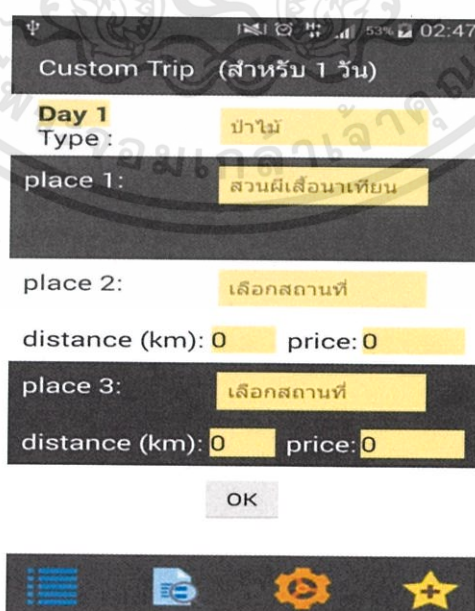 53% 02:47
Custom Trip (สำหรับ 1 วัน)
Day 1
Type : ป่าไม้
place 1: สวนผีเสื้อนาเทียน
place 2: เลือกสถานที่
distance (km): 0 price: 0
place 3: เลือกสถานที่
distance (km): 0 price: 0
OK